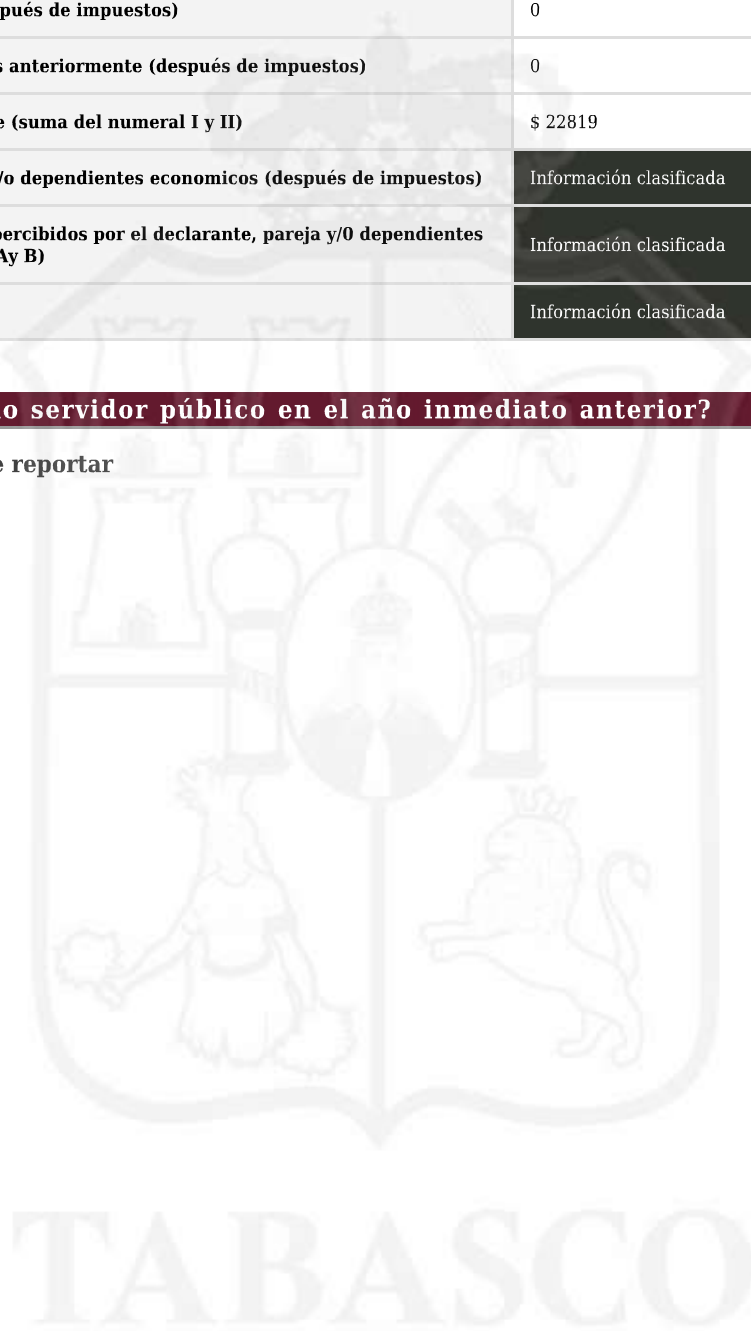 pués de impuestos)
0
s anteriormente (después de impuestos)
0
e (suma del numeral I y II)
$ 22819
/o dependientes economicos (después de impuestos)
Información clasificada
percibidos por el declarante, pareja y/0 dependientes
Ay B)
Información clasificada
Información clasificada
o servidor público en el año inmediato anterior?
e reportar
TABASCO